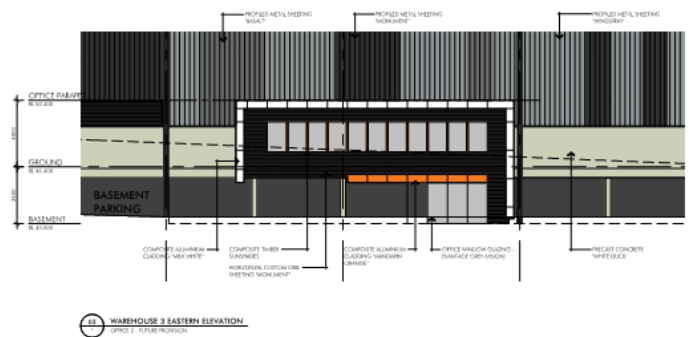 PROFILED METAL SHEETING
'BASALT'
PROFILED METAL SHEETING
'MONUMENT'
PROFILED METAL SHEETING
'WINDSPRAY'
OFFICE PARAPET
GROUND
BASEMENT
PARKING
BASEMENT
COMPOSITE ALUMINIUM
CLADDING 'MILK WHITE'
COMPOSITE TIMBER
SUNSHADES
HORIZONTAL CUSTOM ORB
SHEETING 'MONUMENT'
COMPOSITE ALUMINIUM
CLADDING 'MANDARIN
ORANGE'
OFFICE WINDOW GLAZING -
EVANTAGE GREY (VISION)
PRECAST CONCRETE
'WHITE DUCK'
03
WAREHOUSE 3 EASTERN ELEVATION
OFFICE 2 - FUTURE PROVISION